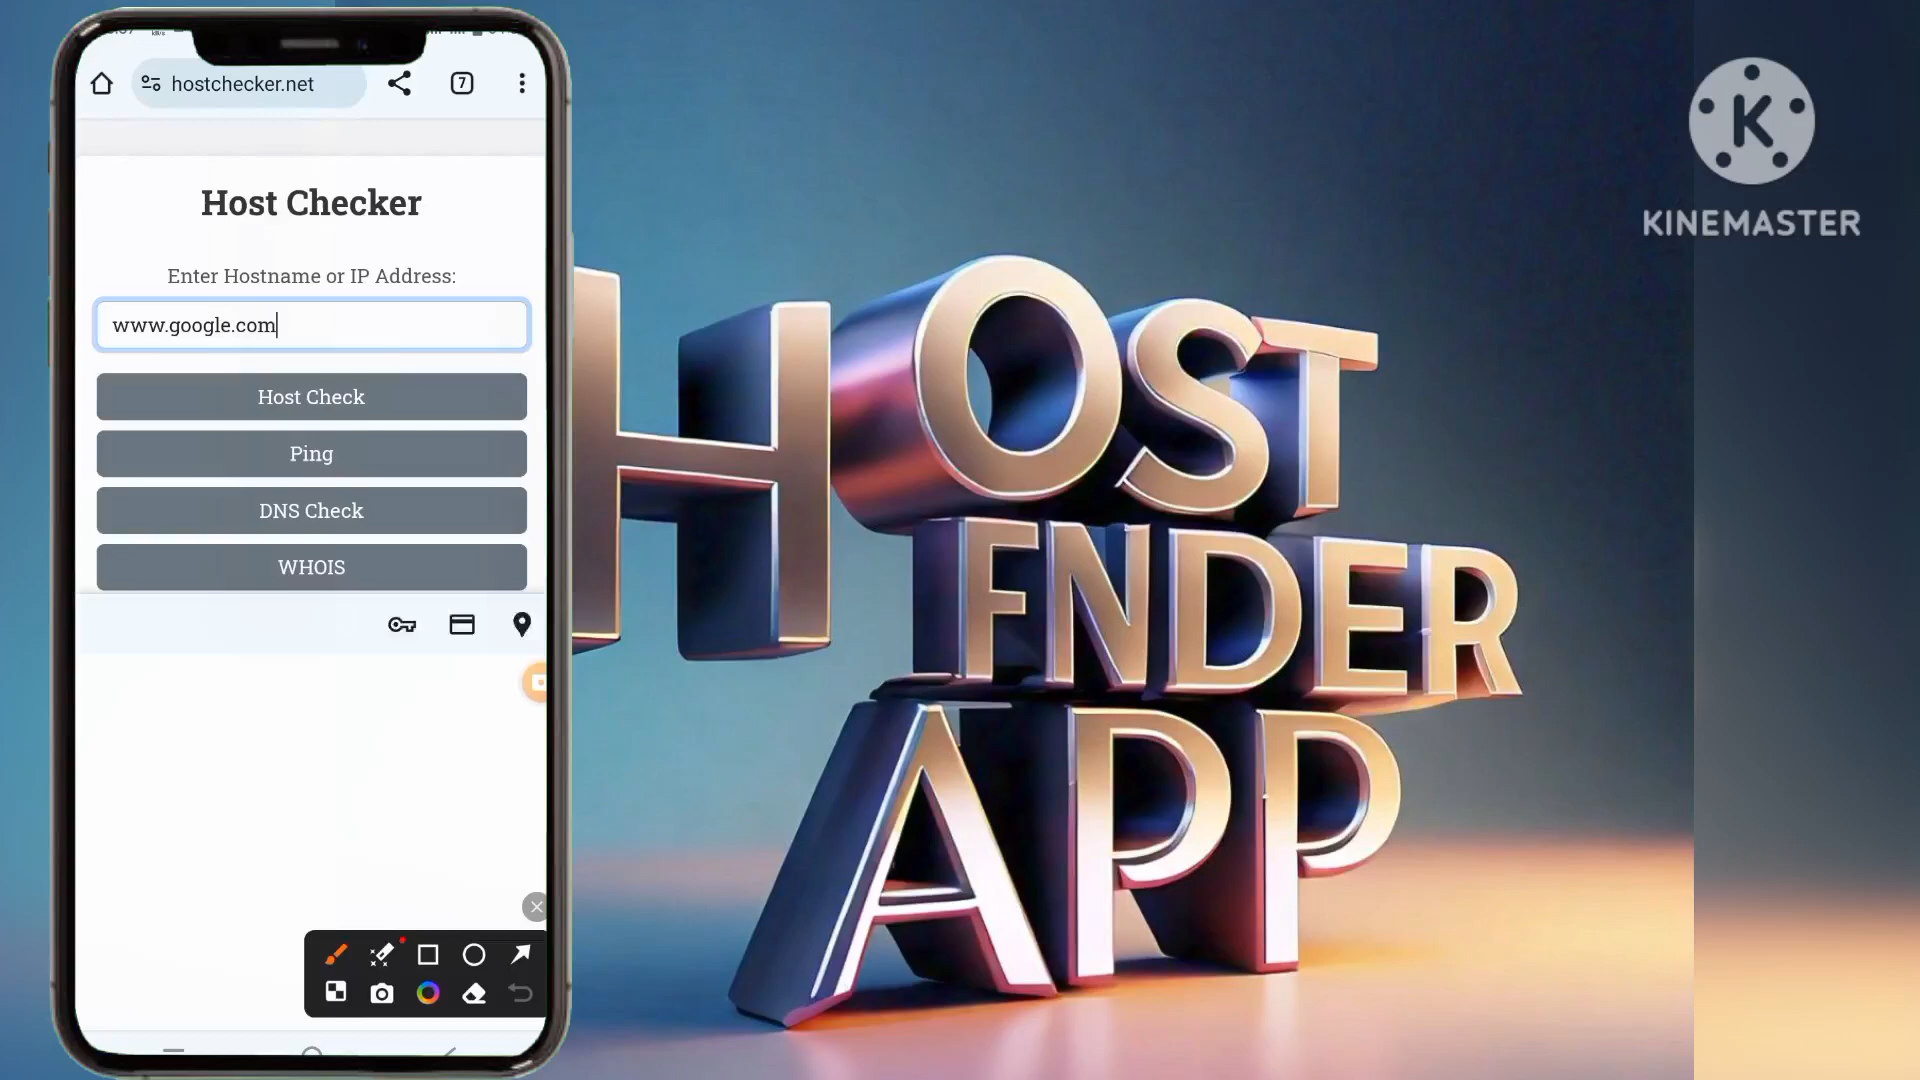 hostchecker.net
7
Host Checker
Enter Hostname or IP Address:
www.google.com
Host Check
Ping
DNS Check
WHOIS
HOST
FNDER
APP
K
KINEMASTER